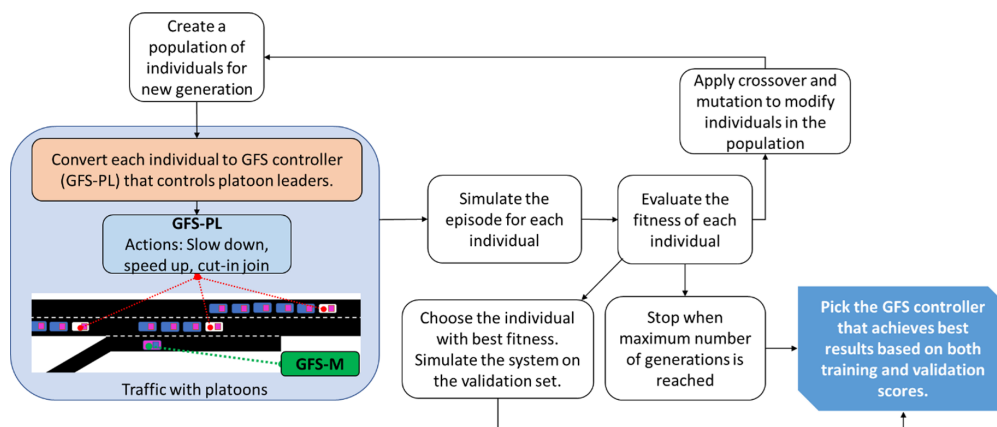 Create a
population of
individuals for
new generation
Apply crossover and
mutation to modify
individuals in the
population
Convert each individual to GFS controller
(GFS-PL) that controls platoon leaders.
GFS-PL
Actions: Slow down,
speed up, cut-in join
GFS-M
Traffic with platoons
Simulate the
episode for each
individual
Evaluate the
fitness of each
individual
Choose the individual
with best fitness.
Simulate the system on
the validation set.
Stop when
maximum number
of generations is
reached
Pick the GFS controller
that achieves best
results based on both
training and validation
scores.